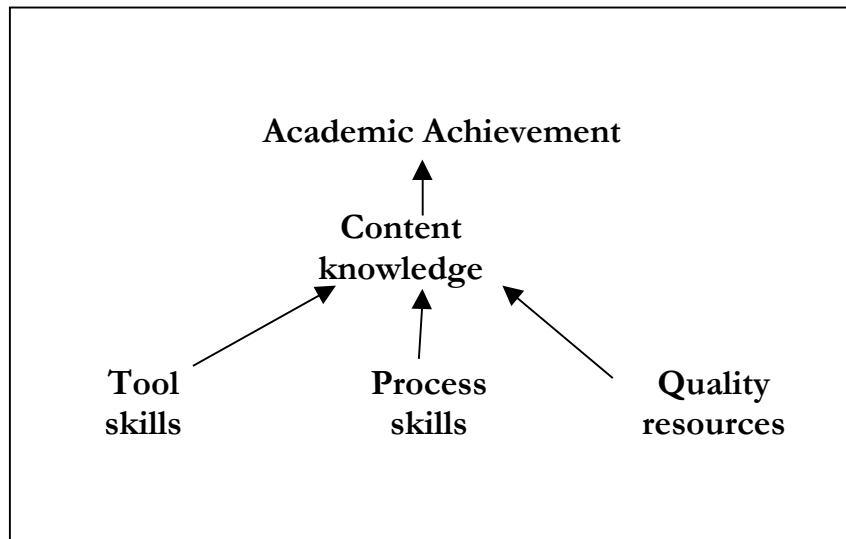 Academic Achievement
Content
knowledge
Tool
skills
Process
skills
Quality
resources